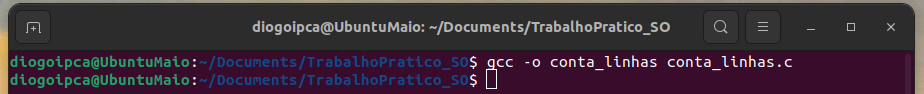 diogoipca@UbuntuMaio: ~/Documents/TrabalhoPratico_SO
diogoipca@UbuntuMaio:~/Documents/TrabalhoPratico_SO$ gcc -o conta_linhas conta_linhas.c
diogoipca@UbuntuMaio:~/Documents/TrabalhoPratico_SO$